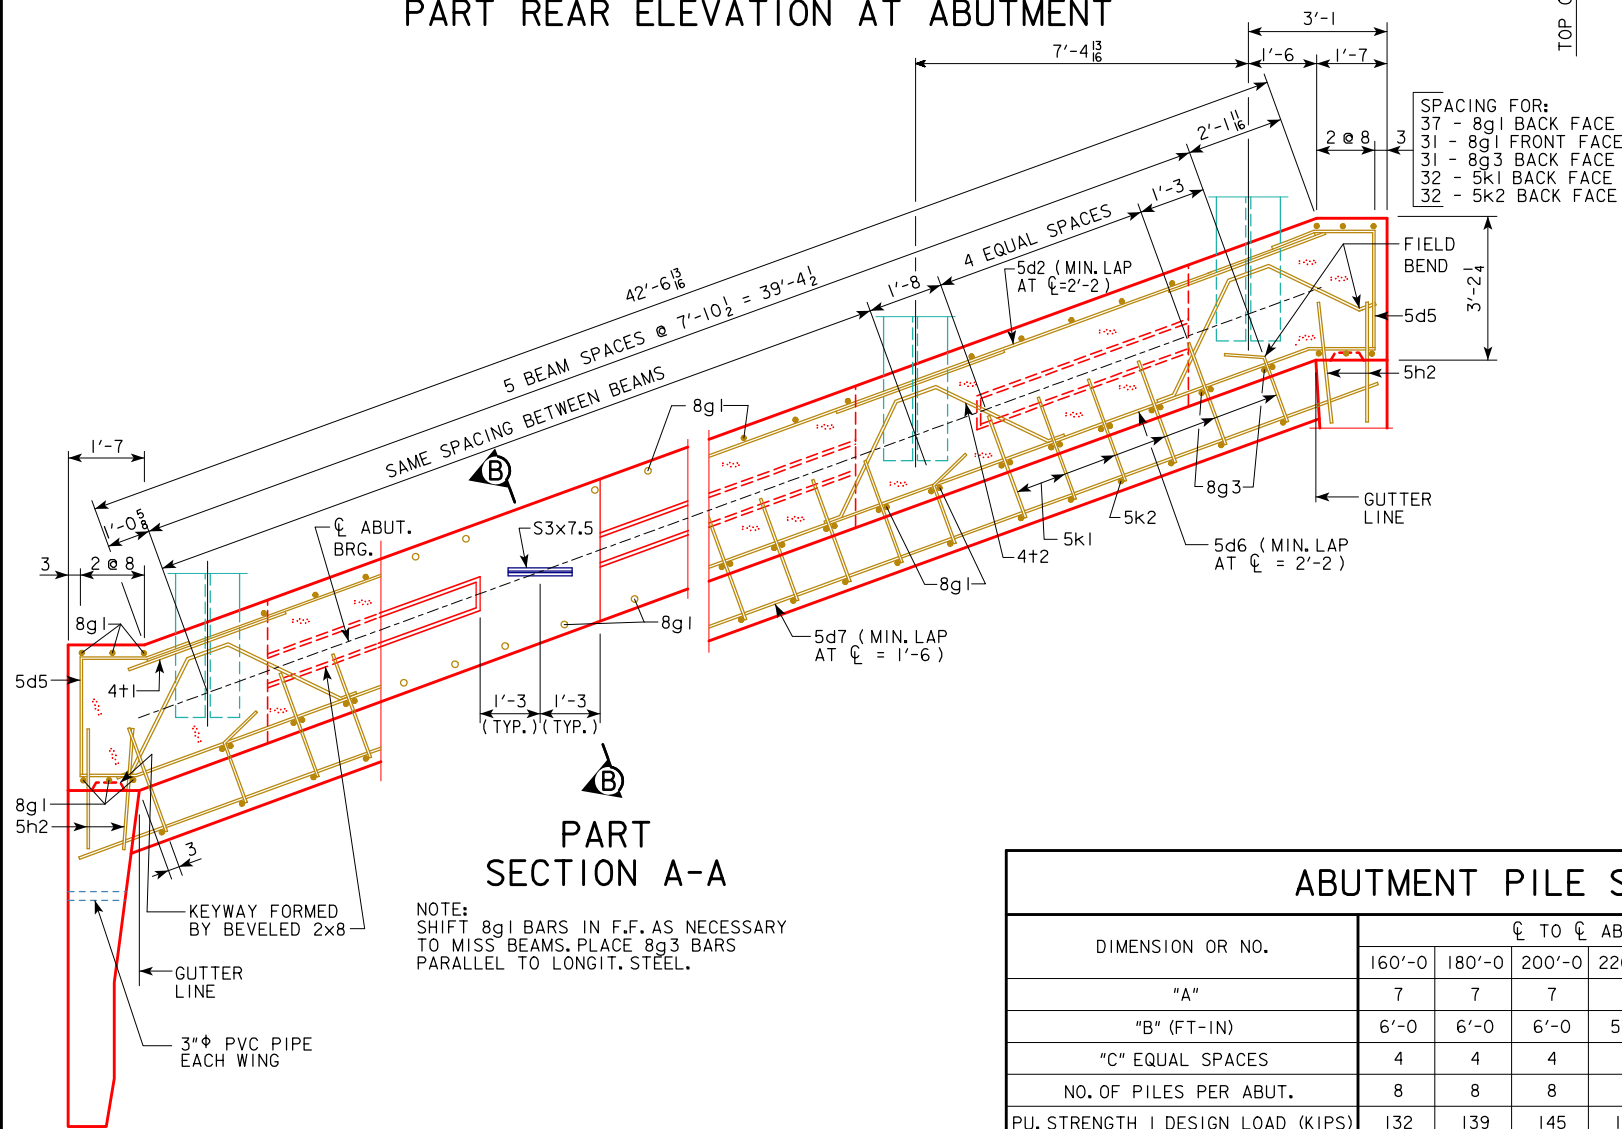 PART REAR ELEVATION AT ABUTMENT
TOP
3'-1
7'-4 13/16
1'-6
1'-7
SPACING FOR:
37 - 8g1 BACK FACE
31 - 8g1 FRONT FACE
31 - 8g3 BACK FACE
32 - 5k1 BACK FACE
32 - 5k2 BACK FACE
2 @ 8
3
2'-1 11/16
1'-3
4 EQUAL SPACES
1'-8
42'-6 13/16
5 BEAM SPACES @ 7'-10 1/2 = 39'-4 1/2
SAME SPACING BETWEEN BEAMS
5d2 (MIN. LAP
AT ℄=2'-2)
FIELD
BEND
3'-2 1/4
5d5
5h2
8g1
1'-7
1'-0 5/8
B
℄ ABUT.
BRG.
S3x7.5
8g3
GUTTER
LINE
5k2
5k1
4t2
5d6 (MIN. LAP
AT ℄ = 2'-2)
3
2 @ 8
8g1
8g1
8g1
5d7 (MIN. LAP
AT ℄ = 1'-6)
5d5
4t1
1'-3
(TYP.)
1'-3
(TYP.)
B
8g1
5h2
3
PART
SECTION A-A
KEYWAY FORMED
BY BEVELED 2x8
NOTE:
SHIFT 8g1 BARS IN F.F. AS NECESSARY
TO MISS BEAMS. PLACE 8g3 BARS
PARALLEL TO LONGIT. STEEL.
GUTTER
LINE
3"ϕ PVC PIPE
EACH WING
ABUTMENT PILE
DIMENSION OR NO.
℄ TO ℄
160'-0 180'-0 200'-0
"A" 7 7 7
"B" (FT-IN) 6'-0 6'-0 6'-0
"C" EQUAL SPACES 4 4 4
NO. OF PILES PER ABUT. 8 8 8
PU. STRENGTH I DESIGN LOAD (KIPS) 132 139 145